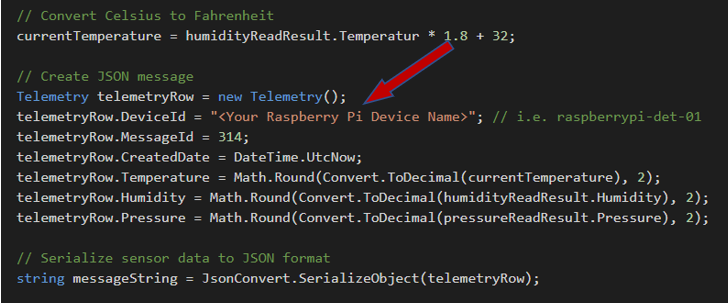 // Convert Celsius to Fahrenheit
currentTemperature = humidityReadResult.Temperatur * 1.8 + 32;
// Create JSON message
Telemetry telemetryRow = new Telemetry();
telemetryRow.DeviceId = "<Your Raspberry Pi Device Name>"; // i.e. raspberrypi-det-01
telemetryRow.MessageId = 314;
telemetryRow.CreatedDate = DateTime.UtcNow;
telemetryRow.Temperature = Math.Round(Convert.ToDecimal(currentTemperature), 2);
telemetryRow.Humidity = Math.Round(Convert.ToDecimal(humidityReadResult.Humidity), 2);
telemetryRow.Pressure = Math.Round(Convert.ToDecimal(pressureReadResult.Pressure), 2);
// Serialize sensor data to JSON format
string messageString = JsonConvert.SerializeObject(telemetryRow);